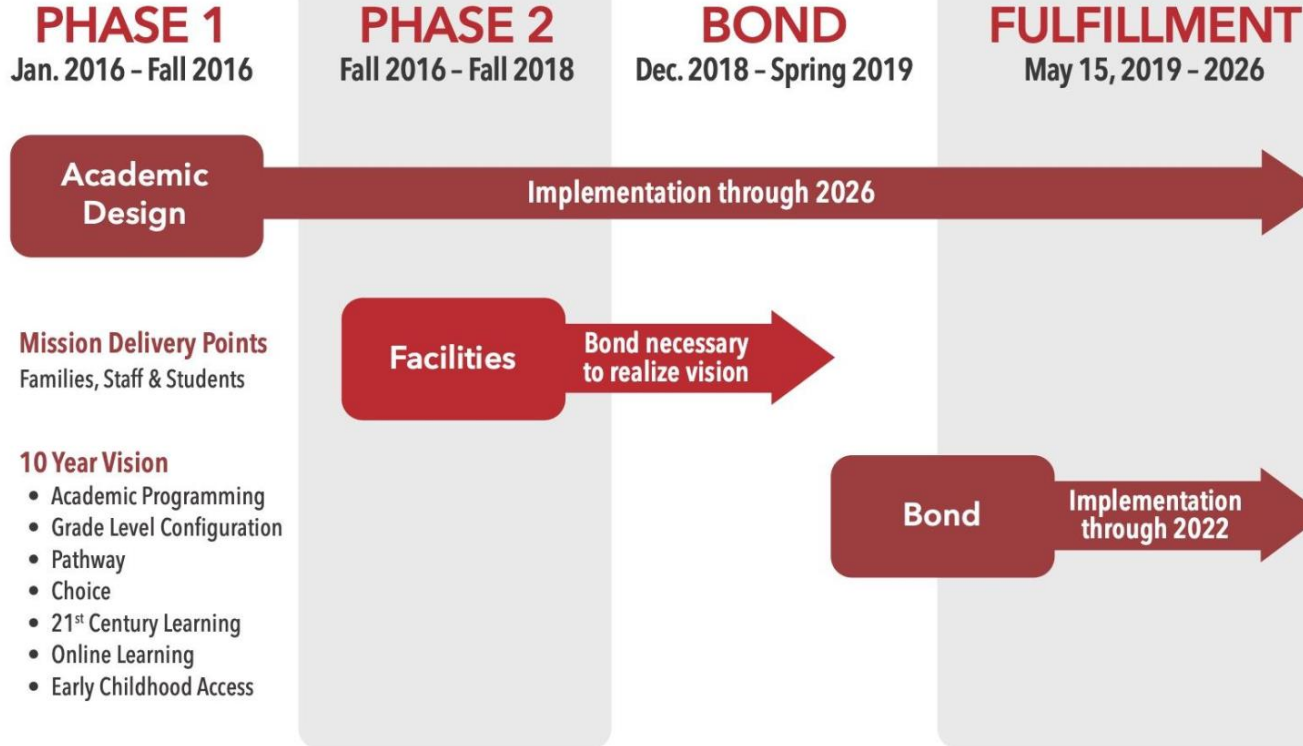 PHASE 1
Jan. 2016 – Fall 2016
PHASE 2
Fall 2016 – Fall 2018
BOND
Dec. 2018 – Spring 2019
FULFILLMENT
May 15, 2019 – 2026
Academic
Design
Implementation through 2026
Mission Delivery Points
Families, Staff & Students
Facilities
Bond necessary
to realize vision
10 Year Vision
• Academic Programming
• Grade Level Configuration
• Pathway
• Choice
• 21st Century Learning
• Online Learning
• Early Childhood Access
Bond
Implementation
through 2022